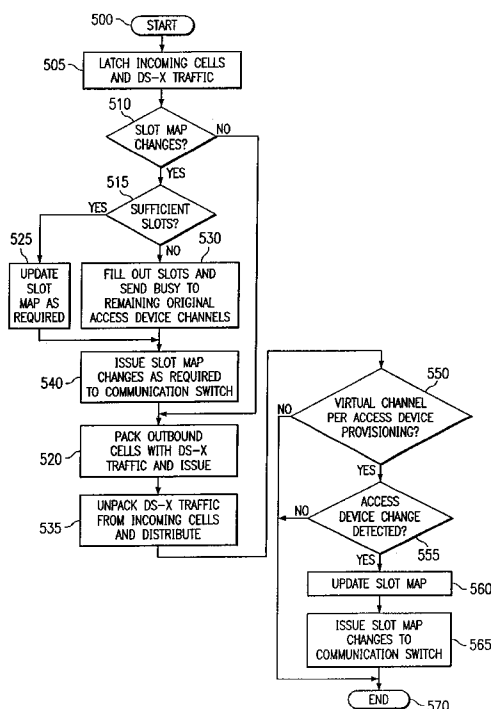 500
START
505
LATCH INCOMING CELLS
AND DS-X TRAFFIC
510
SLOT MAP
CHANGES?
NO
YES
515
YES
SUFFICIENT
SLOTS?
NO
525
UPDATE
SLOT
MAP AS
REQUIRED
530
FILL OUT SLOTS AND
SEND BUSY TO
REMAINING ORIGINAL
ACCESS DEVICE CHANNELS
540
ISSUE SLOT MAP
CHANGES AS REQUIRED
TO COMMUNICATION SWITCH
520
PACK OUTBOUND
CELLS WITH DS-X
TRAFFIC AND ISSUE
535
UNPACK DS-X TRAFFIC
FROM INCOMING CELLS
AND DISTRIBUTE
550
NO
VIRTUAL CHANNEL
PER ACCESS DEVICE
PROVISIONING?
YES
NO
ACCESS
DEVICE CHANGE
DETECTED?
555
YES
UPDATE SLOT MAP
560
ISSUE SLOT MAP
CHANGES TO
COMMUNICATION SWITCH
565
END
570